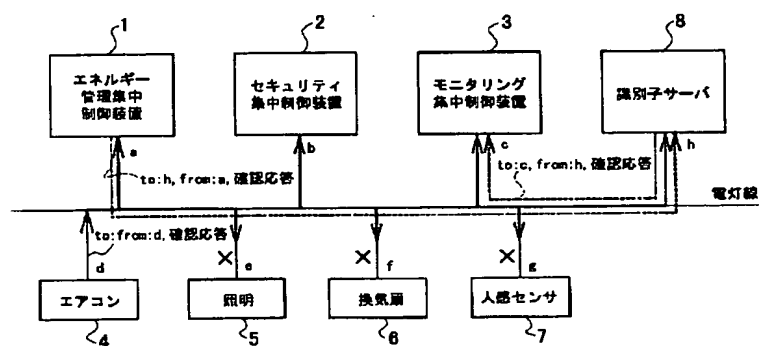 1
2
3
8
エネルギー
管理集中
制御装置
セキュリティ
集中制御装置
モニタリング
集中制御装置
識別子サーバ
a
b
c
h
to:h, from:a, 確認応答
to:c, from:h, 確認応答
電灯線
to:from:d, 確認応答
d
e
f
g
エアコン
照明
換気扇
人感センサ
4
5
6
7